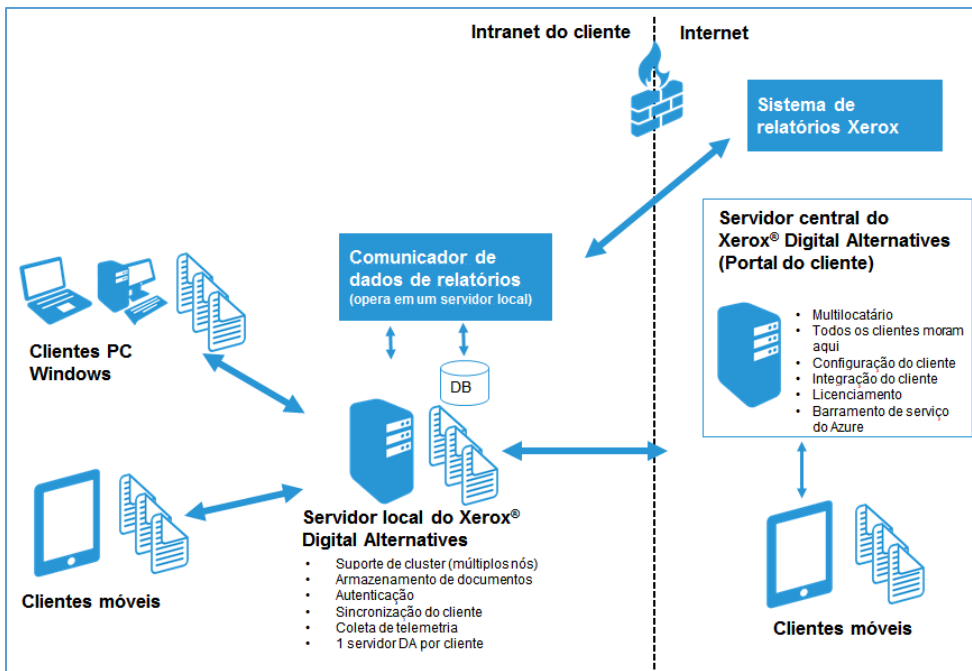 Intranet do cliente
Internet
Sistema de
relatórios Xerox
Comunicador de
dados de relatórios
(opera em um servidor local)
DB
Clientes PC
Windows
Clientes móveis
Servidor local do Xerox®
Digital Alternatives
• Suporte de cluster (múltiplos nós)
• Armazenamento de documentos
• Autenticação
• Sincronização do cliente
• Coleta de telemetria
• 1 servidor DA por cliente
Servidor central do
Xerox® Digital Alternatives
(Portal do cliente)
• Multilocatário
• Todos os clientes moram
aqui
• Configuração do cliente
• Integração do cliente
• Licenciamento
• Barramento de serviço
do Azure
Clientes móveis